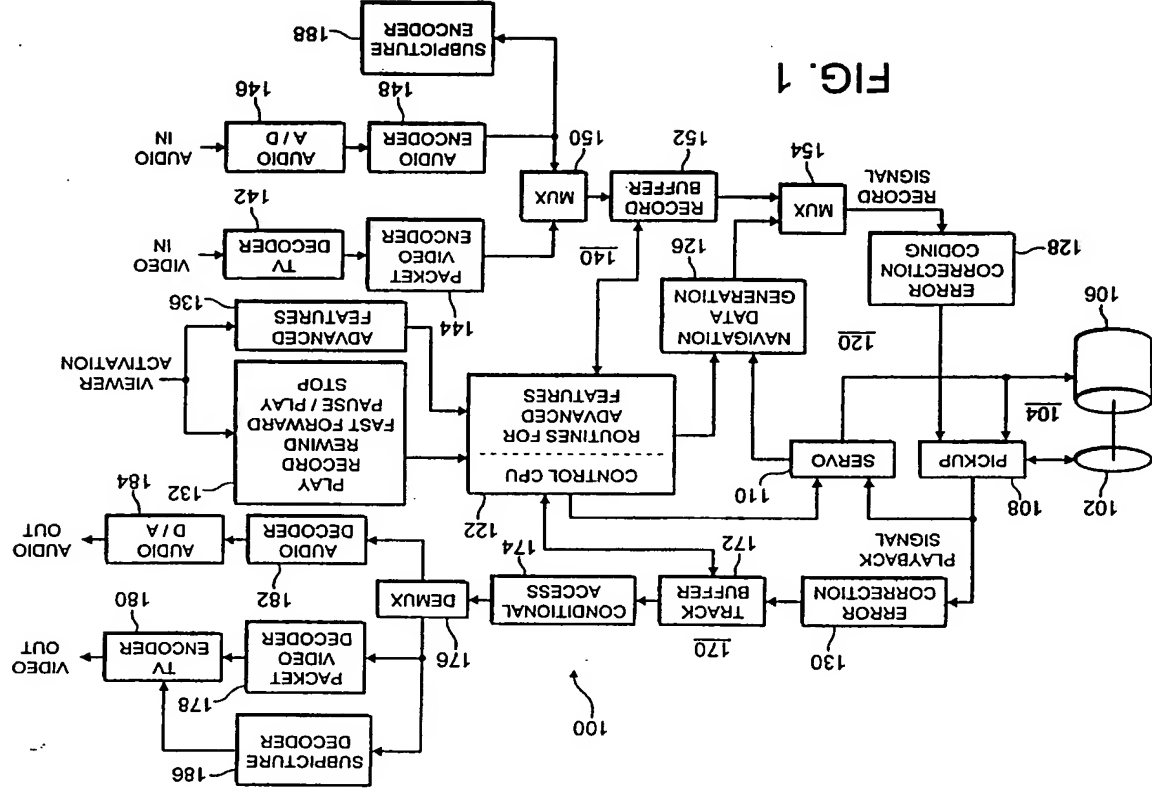 100
186
SUBPICTURE
DECODER
130
ERROR
CORRECTION
170
172
TRACK
BUFFER
174
CONDITIONAL
ACCESS
176
DEMUX
178
PACKET
VIDEO
DECODER
180
TV
ENCODER
VIDEO
OUT
182
AUDIO
DECODER
184
AUDIO
D/A
AUDIO
OUT
PLAYBACK
SIGNAL
102
108
PICKUP
110
SERVO
104
106
122
CONTROL CPU
ROUTINES FOR
ADVANCED
FEATURES
132
PLAY
RECORD
REWIND
FAST FORWARD
PAUSE / PLAY
STOP
VIEWER
ACTIVATION
ADVANCED
FEATURES
136
120
128
ERROR
CORRECTION
CODING
NAVIGATION
DATA
GENERATION
126
140
144
PACKET
VIDEO
ENCODER
TV
DECODER
142
VIDEO
IN
RECORD
SIGNAL
MUX
154
RECORD
BUFFER
152
MUX
150
AUDIO
ENCODER
148
AUDIO
A/D
146
AUDIO
IN
SUBPICTURE
ENCODER
188
FIG. 1